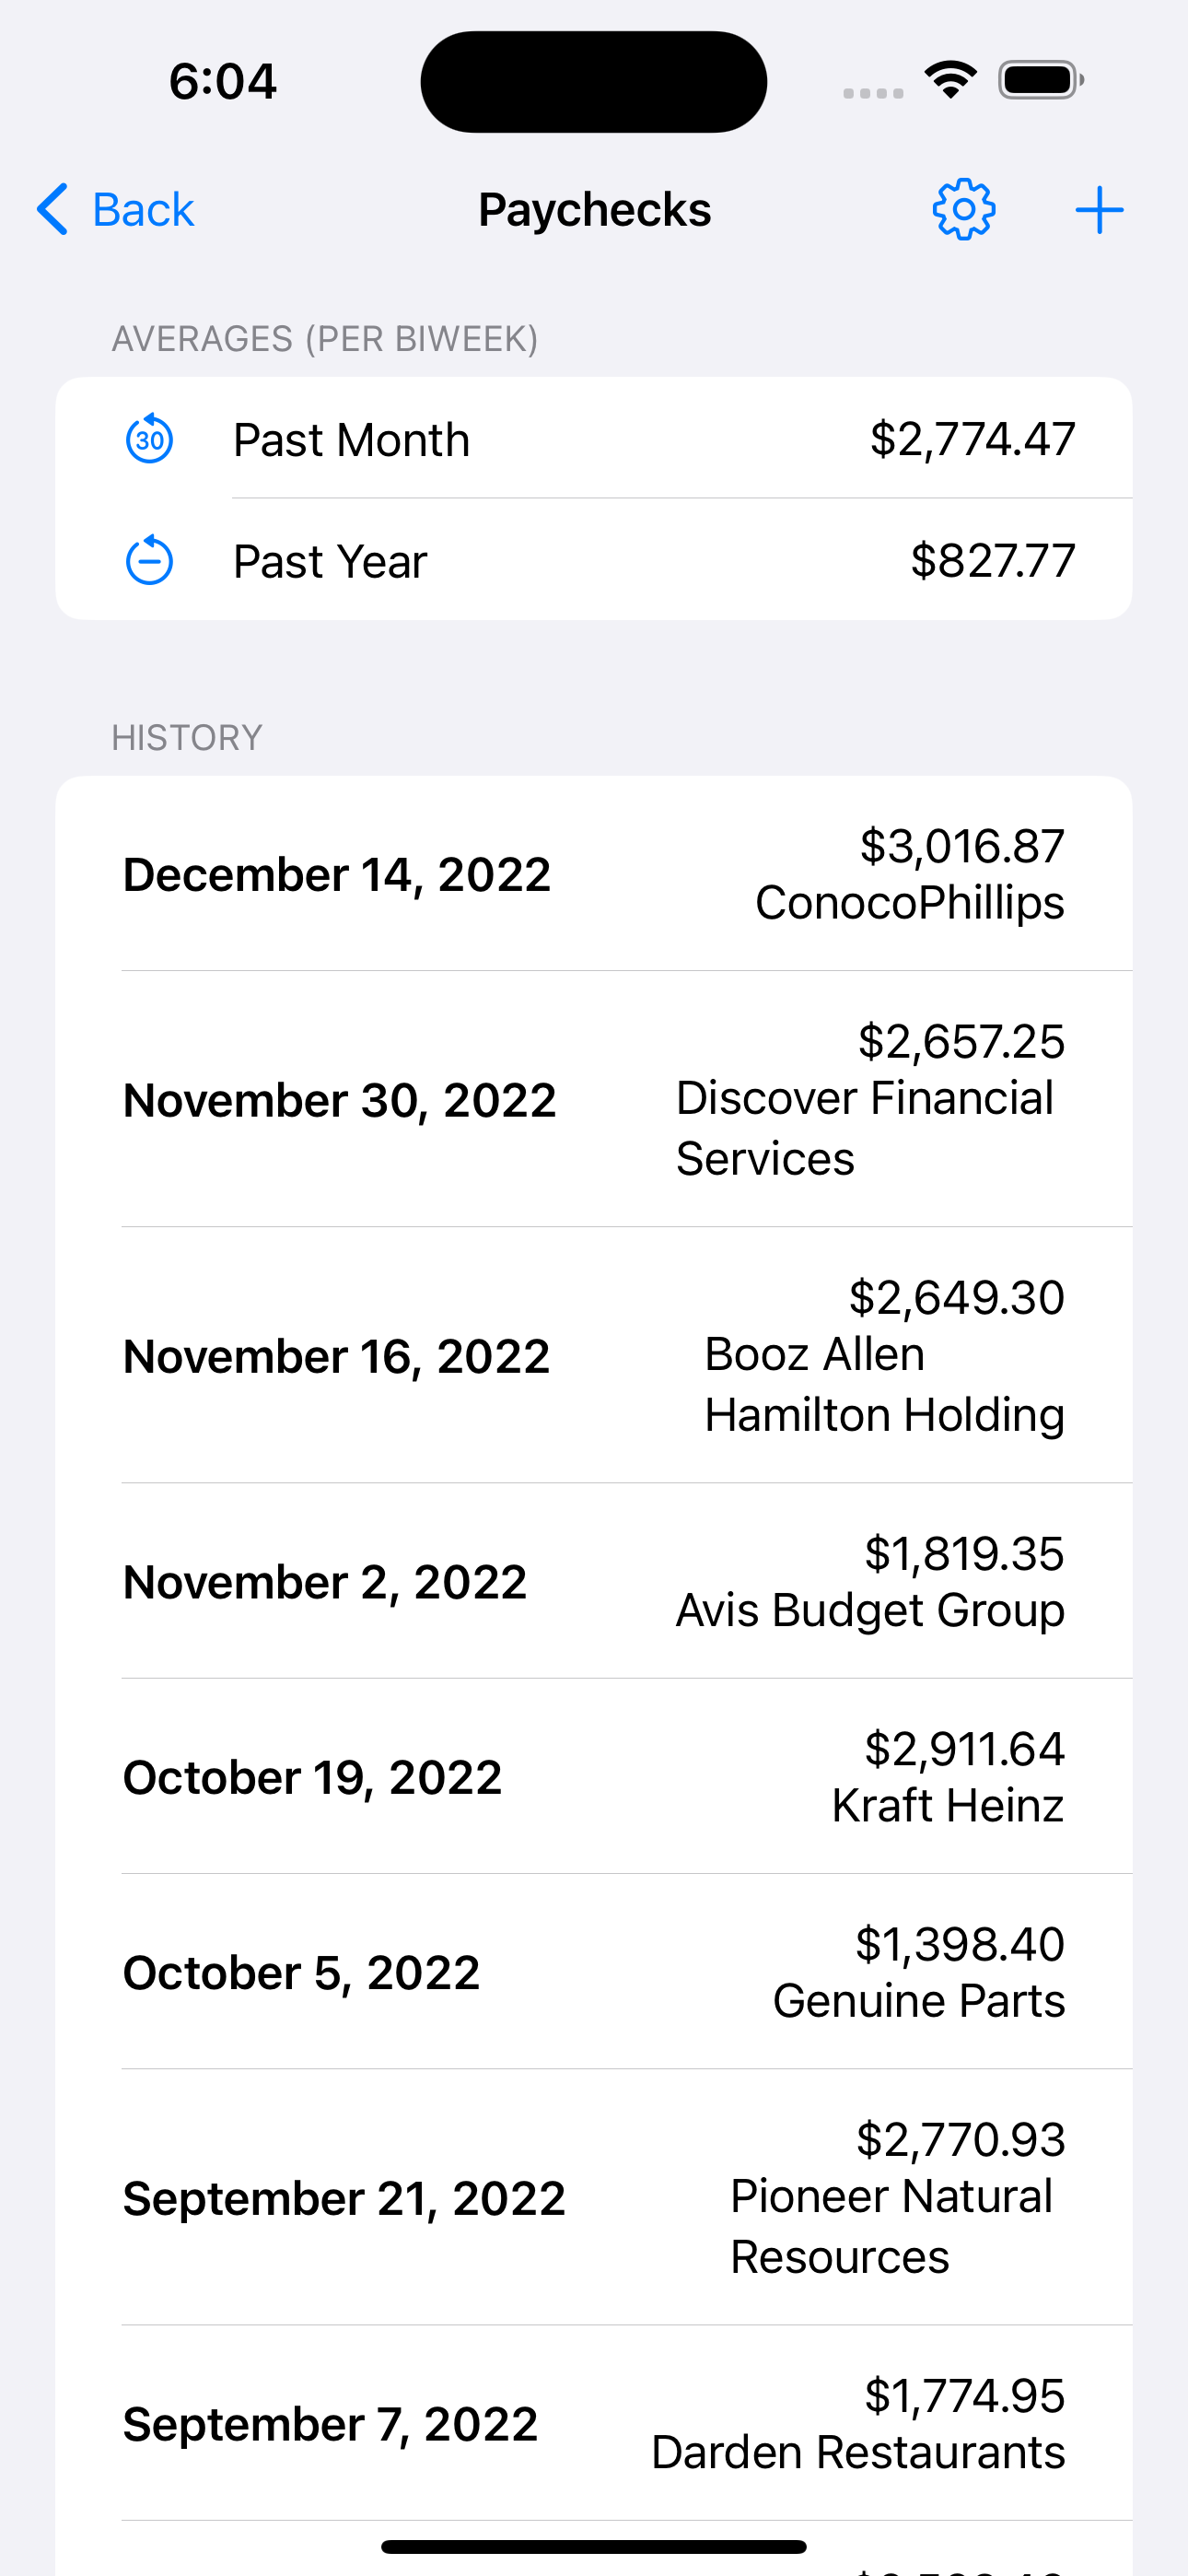 6:04
Back
Paychecks
AVERAGES (PER BIWEEK)
30
Past Month
$2,774.47
Past Year
$827.77
HISTORY
December 14, 2022
$3,016.87
ConocoPhillips
November 30, 2022
$2,657.25
Discover Financial
Services
November 16, 2022
$2,649.30
Booz Allen
Hamilton Holding
November 2, 2022
$1,819.35
Avis Budget Group
October 19, 2022
$2,911.64
Kraft Heinz
October 5, 2022
$1,398.40
Genuine Parts
September 21, 2022
$2,770.93
Pioneer Natural
Resources
September 7, 2022
$1,774.95
Darden Restaurants